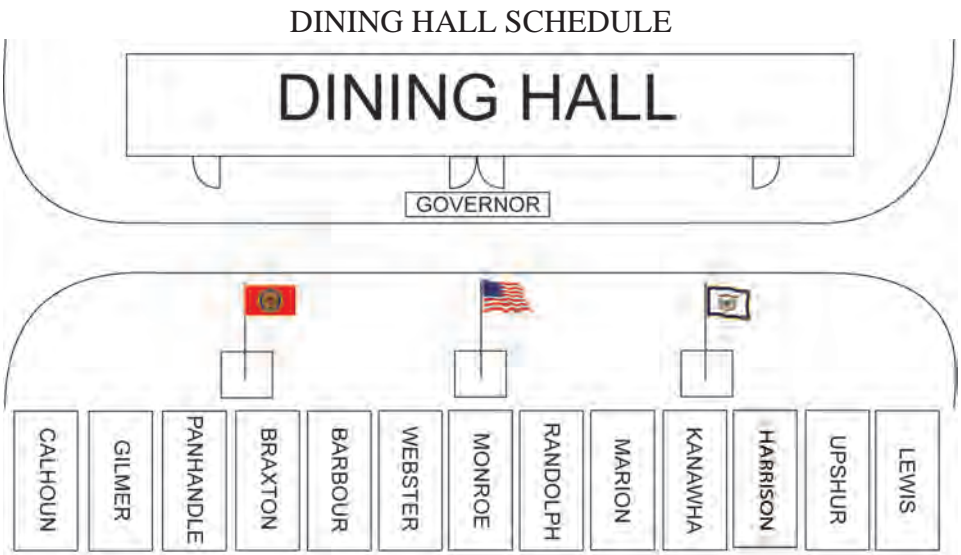 DINING HALL SCHEDULE
DINING HALL
GOVERNOR
CALHOUN
GILMER
PANHANDLE
BRAXTON
BARBOUR
WEBSTER
MONROE
RANDOLPH
MARION
KANAWHA
HARRISON
UPSHUR
LEWIS